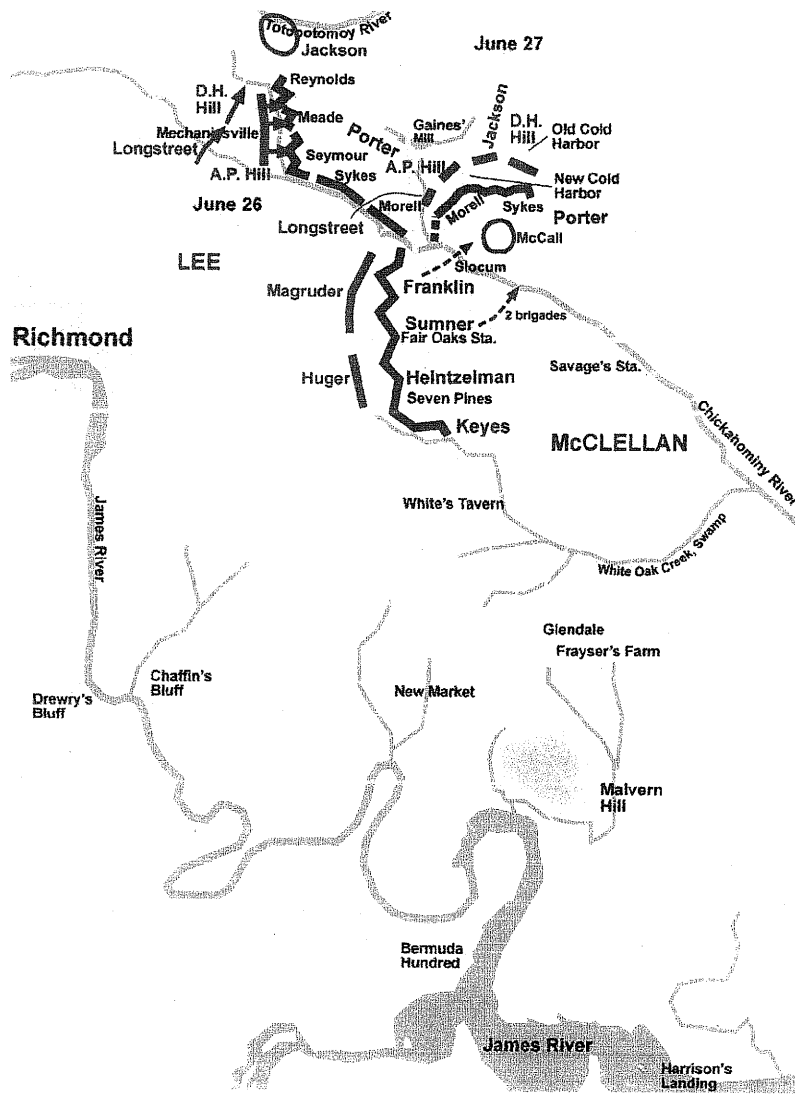 Totopotomoy River
Jackson
June 27
Reynolds
D.H.
Hill
Meade
Mechanicsville
Longstreet
Porter
Gaines'
Mill
Jackson
D.H.
Hill
Old Cold
Harbor
Seymour
A.P. Hill
Sykes
A.P. Hill
New Cold
Harbor
June 26
Morell
Morell
Sykes
Porter
Longstreet
McCall
LEE
Slocum
Magruder
Franklin
Sumner
2 brigades
Fair Oaks Sta.
Richmond
Savage's Sta.
Huger
Heintzelman
Seven Pines
Chickahominy River
Keyes
McCLELLAN
White's Tavern
James River
White Oak Creek, Swamp
Glendale
Frayser's Farm
Chaffin's
Bluff
Drewry's
Bluff
New Market
Malvern
Hill
Bermuda
Hundred
James River
Harrison's
Landing